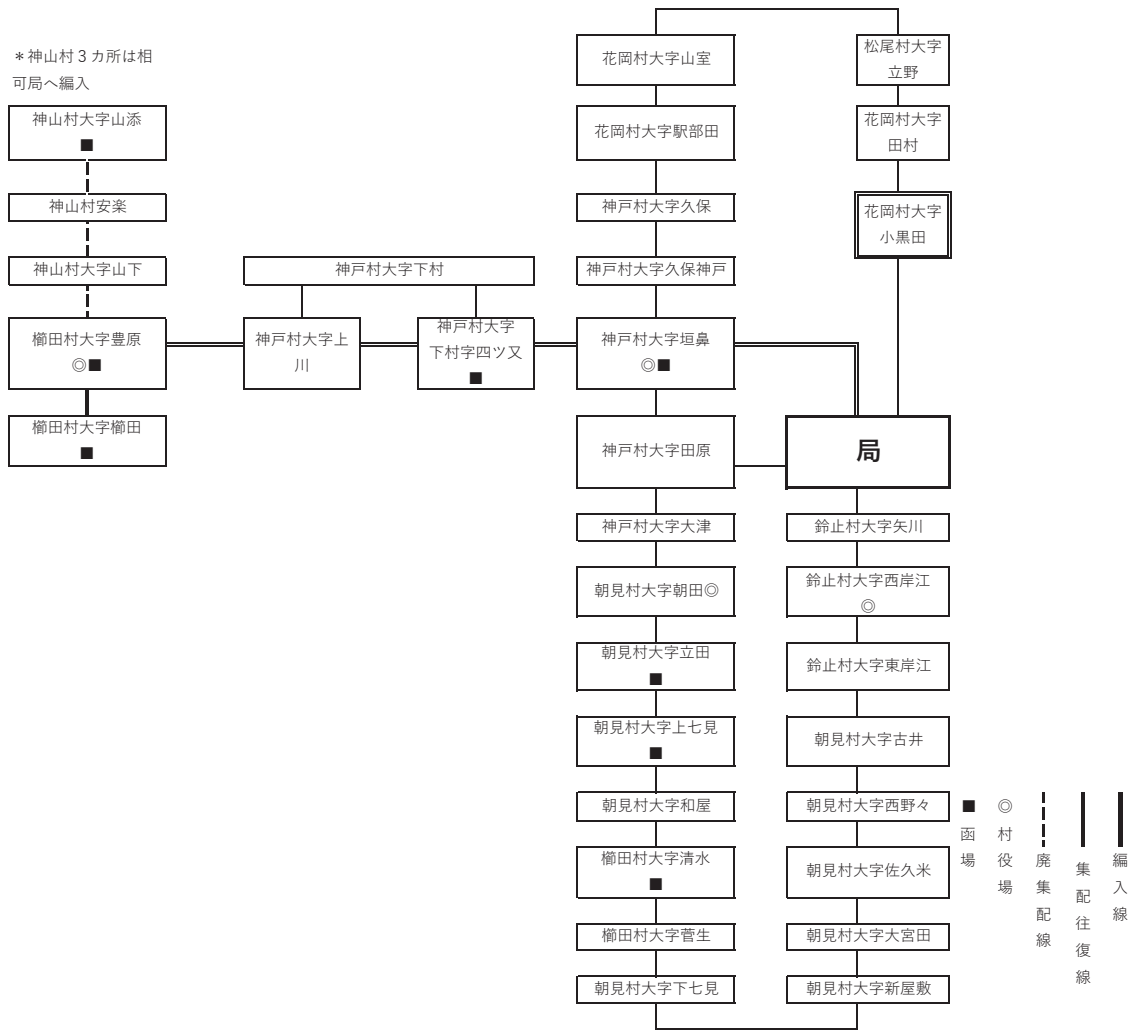 ＊神山村３カ所は相
可局へ編入
神山村大字山添
■
神山村安楽
神山村大字山下
櫛田村大字豊原
◎■
櫛田村大字櫛田
■
神戸村大字下村
神戸村大字上
川
神戸村大字
下村字四ツ又
■
花岡村大字山室
花岡村大字駅部田
神戸村大字久保
神戸村大字久保神戸
神戸村大字垣鼻
◎■
神戸村大字田原
神戸村大字大津
朝見村大字朝田◎
朝見村大字立田
■
朝見村大字上七見
■
朝見村大字和屋
櫛田村大字清水
■
櫛田村大字菅生
朝見村大字下七見
松尾村大字
立野
花岡村大字
田村
花岡村大字
小黒田
局
鈴止村大字矢川
鈴止村大字西岸江
◎
鈴止村大字東岸江
朝見村大字古井
朝見村大字西野々
朝見村大字佐久米
朝見村大字大宮田
朝見村大字新屋敷
編入線
集配往復線
廃集配線
◎村役場
■函場